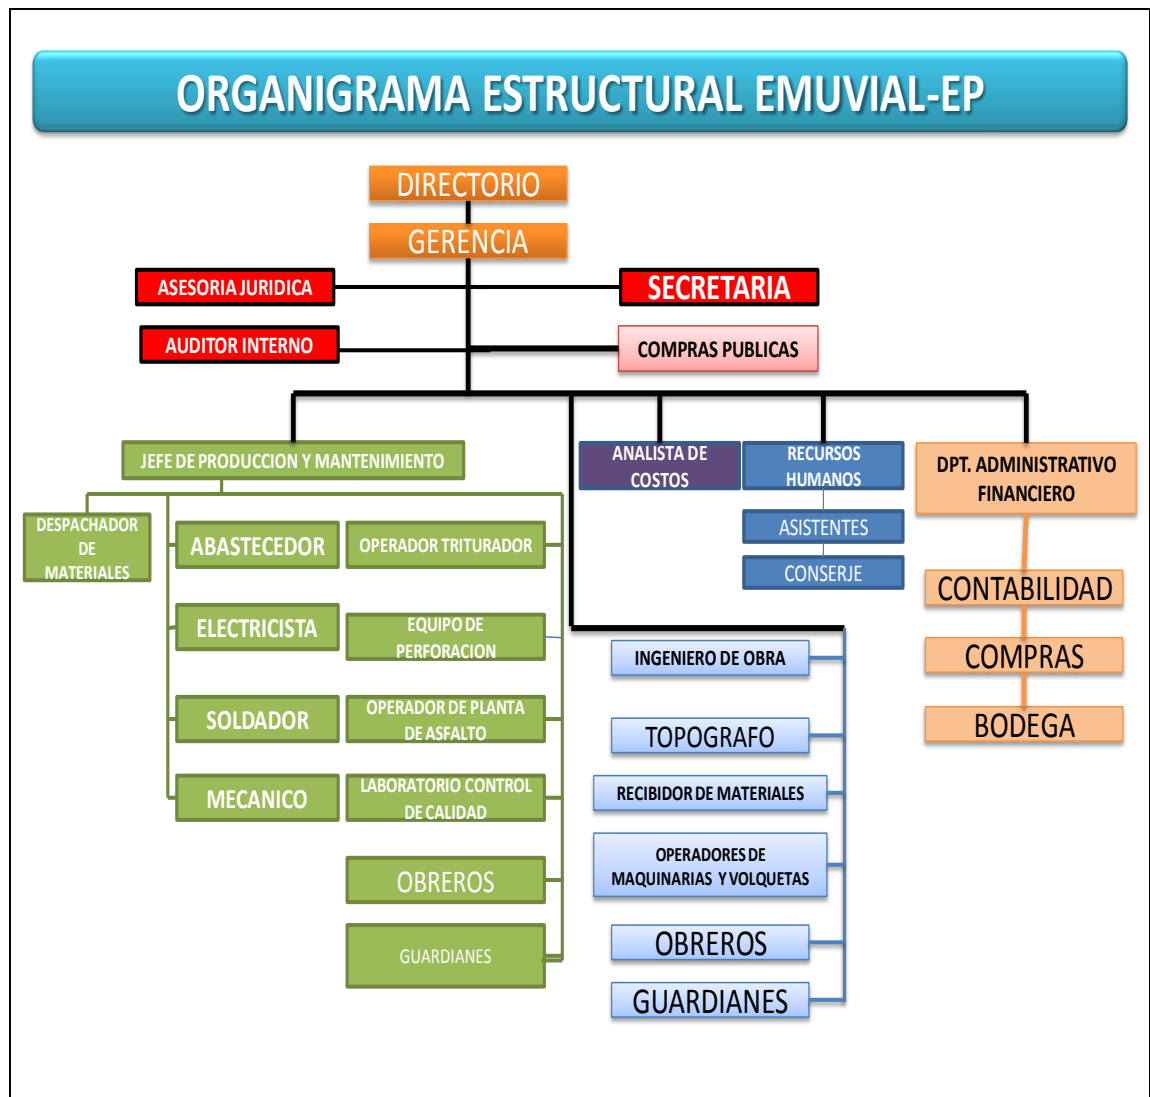 ORGANIGRAMA ESTRUCTURAL EMUVIAL-EP
DIRECTORIO
GERENCIA
ASESORIA JURIDICA
SECRETARIA
AUDITOR INTERNO
COMPRAS PUBLICAS
JEFE DE PRODUCCION Y MANTENIMIENTO
DESPACHADOR
DE
MATERIALES
ABASTECEDOR
ELECTRICISTA
SOLDADOR
MECANICO
OPERADOR TRITURADOR
EQUIPO DE
PERFORACION
OPERADOR DE PLANTA
DE ASFALTO
LABORATORIO CONTROL
DE CALIDAD
OBREROS
GUARDIANES
INGENIERO DE OBRA
TOPOGRAFO
RECIBIDOR DE MATERIALES
OPERADORES DE
MAQUINARIAS Y VOLQUETAS
OBREROS
GUARDIANES
ANALISTA DE
COSTOS
RECURSOS
HUMANOS
ASISTENTES
CONSERJE
DPT. ADMINISTRATIVO
FINANCIERO
CONTABILIDAD
COMPRAS
BODEGA